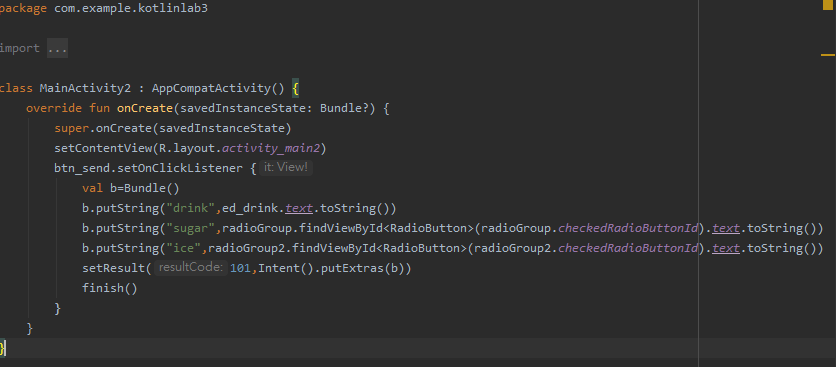 package com.example.kotlinlab3
import ...
class MainActivity2 : AppCompatActivity() {
    override fun onCreate(savedInstanceState: Bundle?) {
        super.onCreate(savedInstanceState)
        setContentView(R.layout.activity_main2)
        btn_send.setOnClickListener { it: View!
            val b=Bundle()
            b.putString("drink",ed_drink.text.toString())
            b.putString("sugar",radioGroup.findViewById<RadioButton>(radioGroup.checkedRadioButtonId).text.toString())
            b.putString("ice",radioGroup2.findViewById<RadioButton>(radioGroup2.checkedRadioButtonId).text.toString())
            setResult( resultCode: 101,Intent().putExtras(b))
            finish()
        }
    }
}